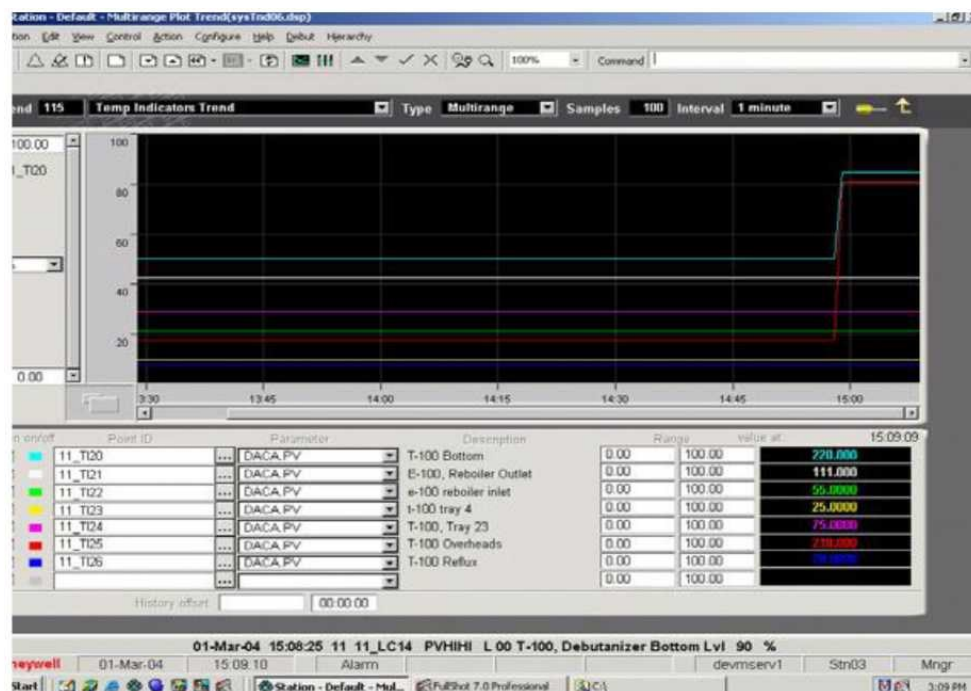 Station - Default - Multirange Plot Trend(sysTnd06.dsp)
Edit View Control Action Configure Help Debut Hierarchy
100% Command
115 Temp Indicators Trend Type Multirange Samples 100 Interval 1 minute
100.00
1_TI20
0.00
100
80
60
40
20
3:30 13:45 14:00 14:15 14:30 14:45 15:00
on/off Point ID Parameter Description Range value at: 15:09:09
11_TI20 ... DACA.PV T-100 Bottom 0.00 100.00 220.000
11_TI21 ... DACA.PV E-100, Reboiler Outlet 0.00 100.00 111.000
11_TI22 ... DACA.PV e-100 reboiler inlet 0.00 100.00 55.0000
11_TI23 ... DACA.PV t-100 tray 4 0.00 100.00 25.0000
11_TI24 ... DACA.PV T-100, Tray 23 0.00 100.00 75.0000
11_TI25 ... DACA.PV T-100 Overheads 0.00 100.00 210.000
11_TI26 ... DACA.PV T-100 Reflux 0.00 100.00
... 0.00 100.00
History offset 00:00:00
01-Mar-04 15:08:25 11 11_LC14 PVHIHI L 00 T-100, Debutanizer Bottom Lvl 90 %
neywell 01-Mar-04 15:09:10 Alarm devmserv1 Stn03 Mngr
Start Station - Default - Mul... FullShot 7.0 Professional C:\ 3:09 PM